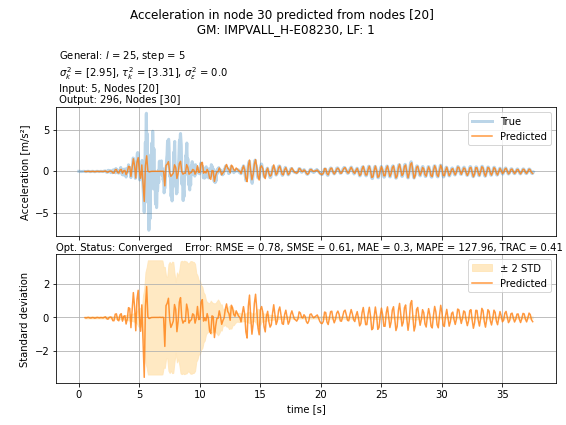 Acceleration in node 30 predicted from nodes [20]
GM: IMPVALL_H-E08230, LF: 1
General: l = 25, step = 5
σ²ₖ = [2.95], τ²ₖ = [3.31], σ²_ε = 0.0
Input: 5, Nodes [20]
Output: 296, Nodes [30]
Acceleration [m/s²]
5
0
−5
True
Predicted
Opt. Status: Converged Error: RMSE = 0.78, SMSE = 0.61, MAE = 0.3, MAPE = 127.96, TRAC = 0.41
Standard deviation
2
0
−2
± 2 STD
Predicted
0 5 10 15 20 25 30 35
time [s]